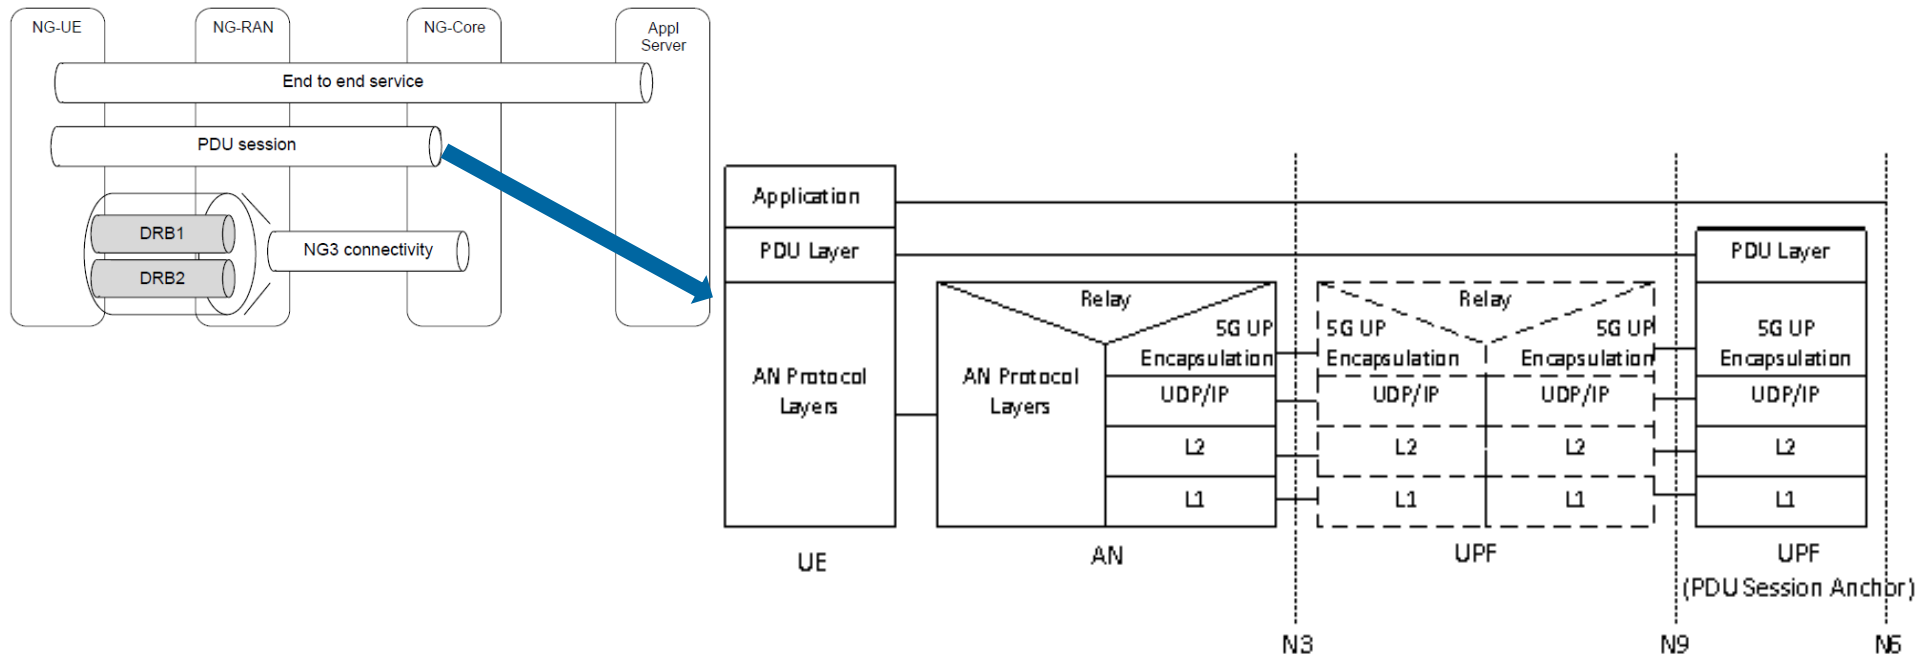 NG-UE
NG-RAN
NG-Core
Appl
Server
End to end service
PDU session
DRB1
DRB2
NG3 connectivity
Application
PDU Layer
AN Protocol
Layers
UE
Relay
AN Protocol
Layers
5G UP
Encapsulation
UDP/IP
L2
L1
AN
Relay
5G UP
Encapsulation
UDP/IP
L2
L1
5G UP
Encapsulation
UDP/IP
L2
L1
UPF
PDU Layer
5G UP
Encapsulation
UDP/IP
L2
L1
UPF
(PDU Session Anchor)
N3
N9
N6